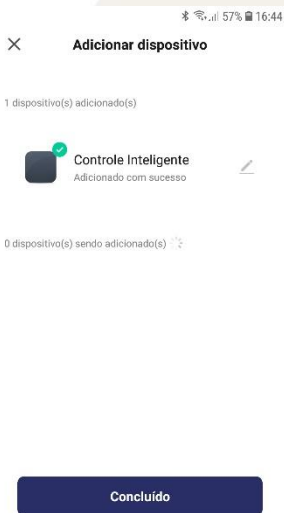 57% 16:44
Adicionar dispositivo
1 dispositivo(s) adicionado(s)
Controle Inteligente
Adicionado com sucesso
0 dispositivo(s) sendo adicionado(s)
Concluído